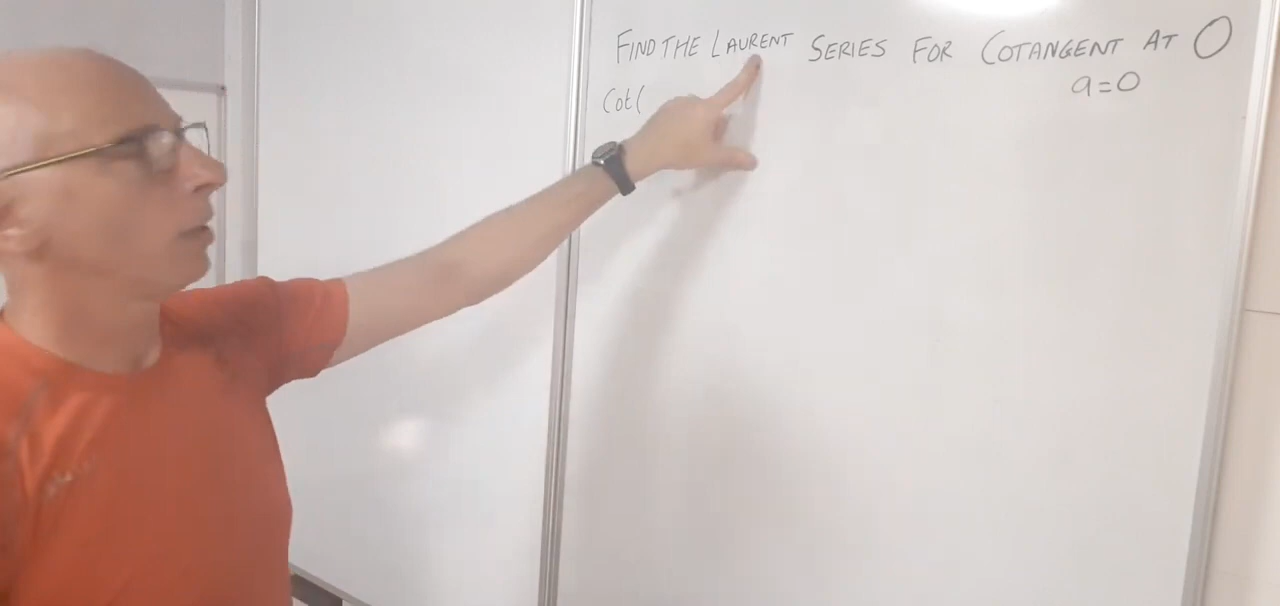 FIND THE LAURENT SERIES FOR COTANGENT AT 0
a=0
Cot(